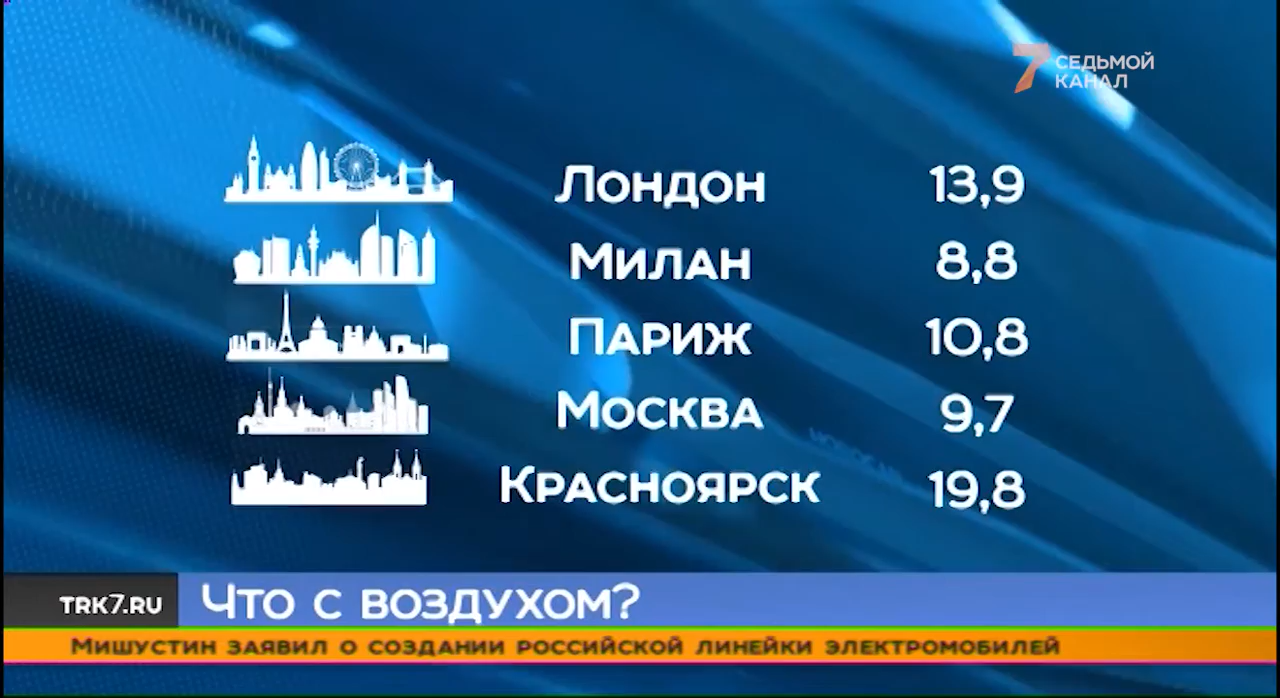 СЕДЬМОЙ
КАНАЛ
Лондон 13,9
Милан 8,8
Париж 10,8
Москва 9,7
Красноярск 19,8
TRK7.RU Что с воздухом?
Мишустин заявил о создании российской линейки электромобилей